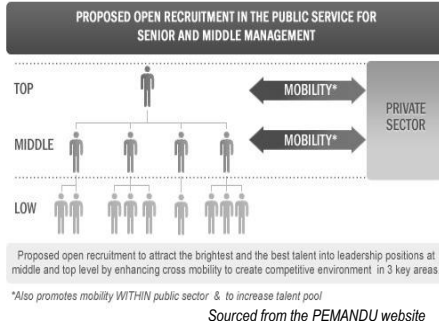 PROPOSED OPEN RECRUITMENT IN THE PUBLIC SERVICE FOR
SENIOR AND MIDDLE MANAGEMENT
TOP
MOBILITY*
PRIVATE
SECTOR
MIDDLE
MOBILITY*
LOW
Proposed open recruitment to attract the brightest and the best talent into leadership positions at
middle and top level by enhancing cross mobility to create competitive environment in 3 key areas
*Also promotes mobility WITHIN public sector & to increase talent pool
Sourced from the PEMANDU website